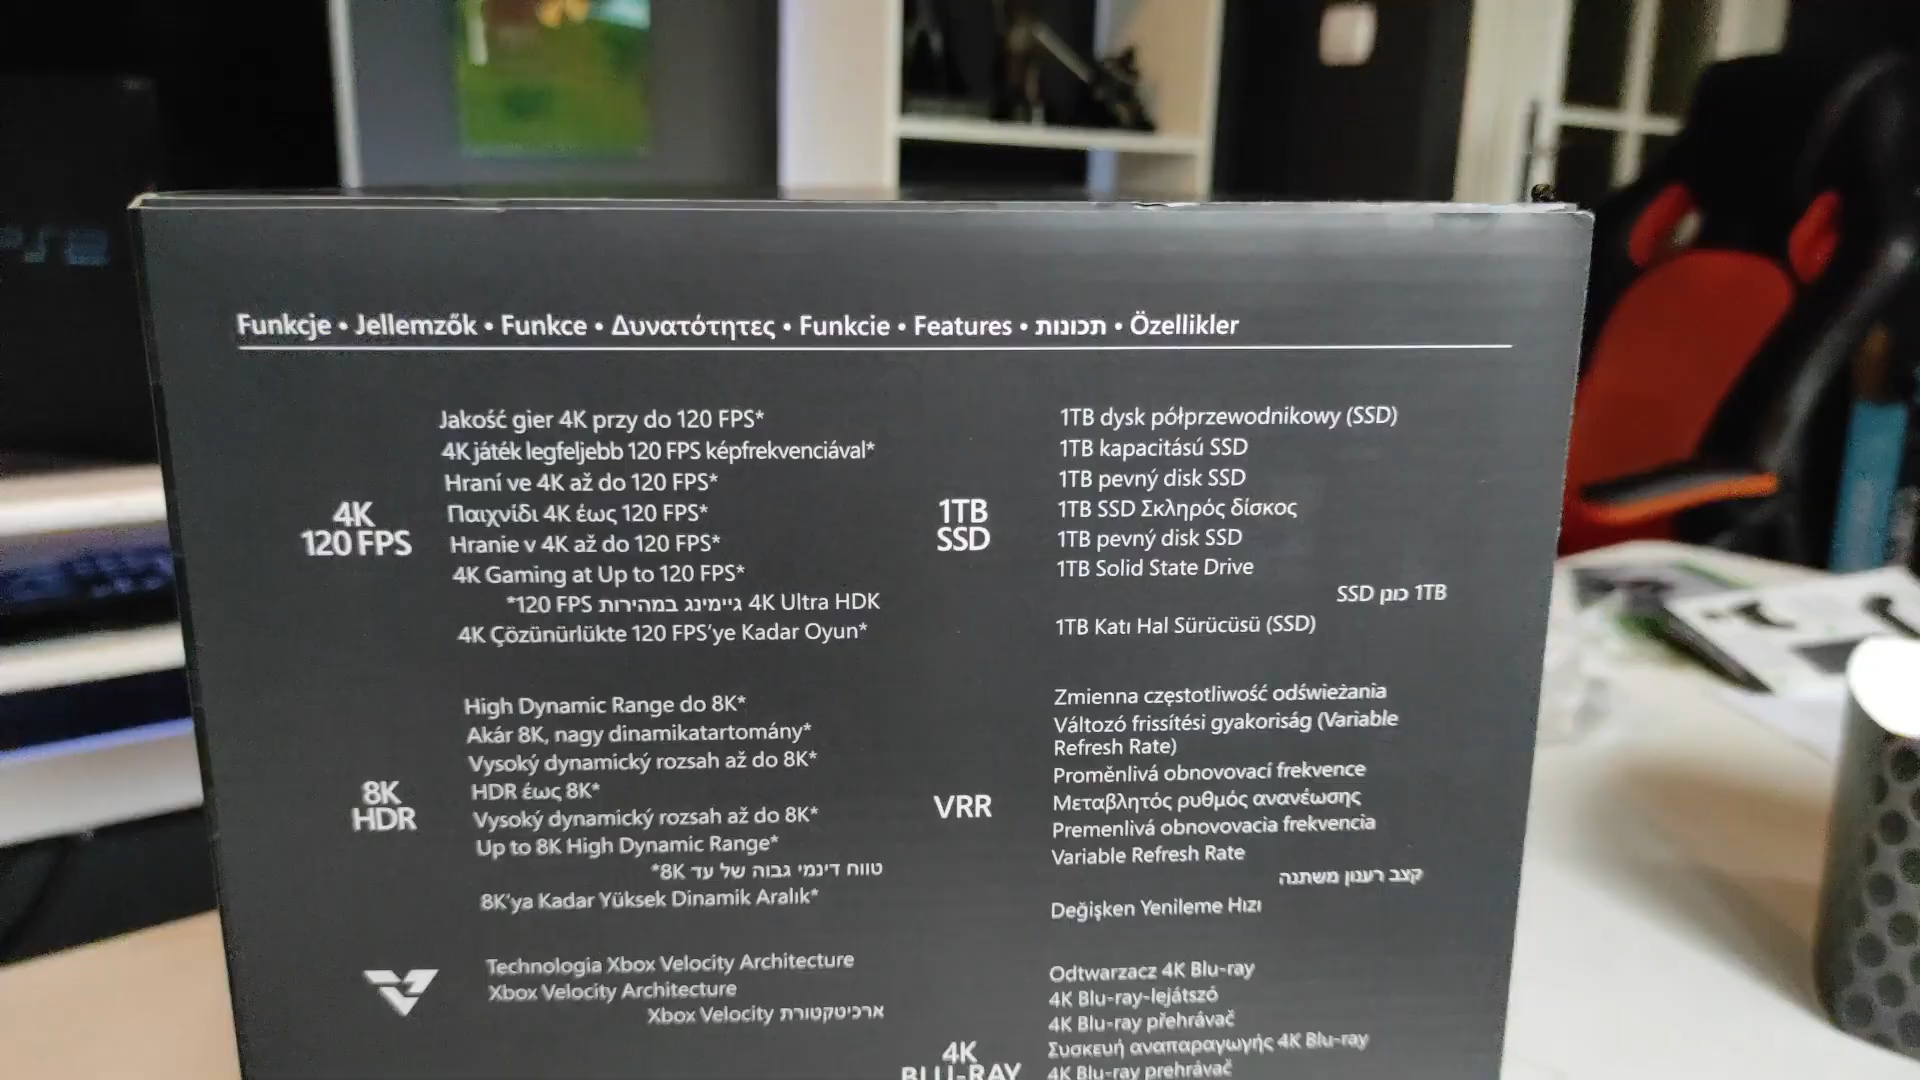 PS2
Funkcje • Jellemzők • Funkce • Δυνατότητες • Funkcie • Features • תכונות • Özellikler
4K
120 FPS
Jakość gier 4K przy do 120 FPS*
4K játék legfeljebb 120 FPS képfrekvenciával*
Hraní ve 4K až do 120 FPS*
Παιχνίδι 4K έως 120 FPS*
Hranie v 4K až do 120 FPS*
4K Gaming at Up to 120 FPS*
4K Ultra HDK גיימינג במהירות 120 FPS*
4K Çözünürlükte 120 FPS'ye Kadar Oyun*
1TB
SSD
1TB dysk półprzewodnikowy (SSD)
1TB kapacitású SSD
1TB pevný disk SSD
1TB SSD Σκληρός δίσκος
1TB pevný disk SSD
1TB Solid State Drive
1TB כונן SSD
1TB Katı Hal Sürücüsü (SSD)
8K
HDR
High Dynamic Range do 8K*
Akár 8K, nagy dinamikatartomány*
Vysoký dynamický rozsah až do 8K*
HDR έως 8K*
Vysoký dynamický rozsah až do 8K*
Up to 8K High Dynamic Range*
טווח דינמי גבוה של עד 8K*
8K'ya Kadar Yüksek Dinamik Aralık*
VRR
Zmienna częstotliwość odświeżania
Változó frissítési gyakoriság (Variable
Refresh Rate)
Proměnlivá obnovovací frekvence
Μεταβλητός ρυθμός ανανέωσης
Premenlivá obnovovacia frekvencia
Variable Refresh Rate
קצב רענון משתנה
Değişken Yenileme Hızı
Technologia Xbox Velocity Architecture
Xbox Velocity Architecture
ארכיטקטורת Xbox Velocity
4K
BLU-RAY
Odtwarzacz 4K Blu-ray
4K Blu-ray-lejátszó
4K Blu-ray přehrávač
Συσκευή αναπαραγωγής 4K Blu-ray
4K Blu-ray prehrávač